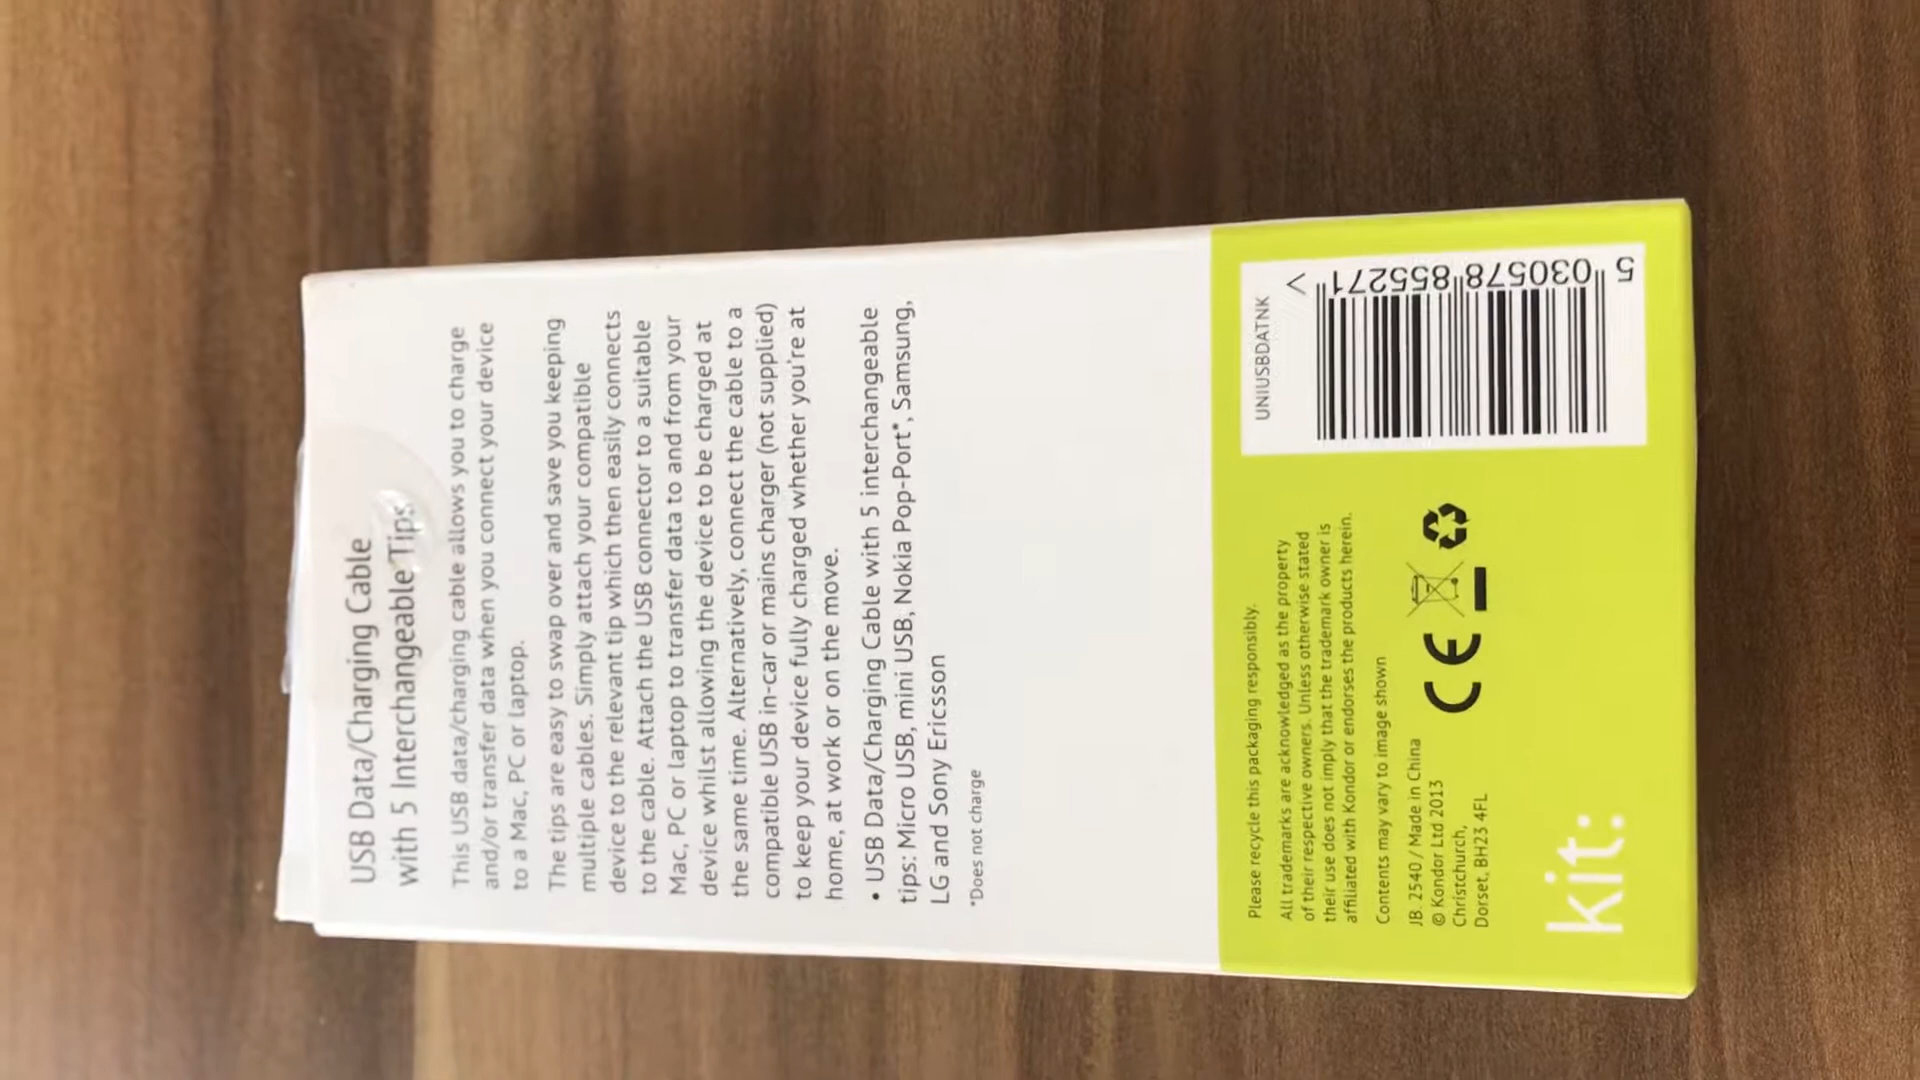 USB Data/Charging Cable
with 5 Interchangeable Tips
This USB data/charging cable allows you to charge
and/or transfer data when you connect your device
to a Mac, PC or laptop.
The tips are easy to swap over and save you keeping
multiple cables. Simply attach your compatible
device to the relevant tip which then easily connects
to the cable. Attach the USB connector to a suitable
Mac, PC or laptop to transfer data to and from your
device whilst allowing the device to be charged at
the same time. Alternatively, connect the cable to a
compatible USB in-car or mains charger (not supplied)
to keep your device fully charged whether you're at
home, at work or on the move.
• USB Data/Charging Cable with 5 interchangeable
tips: Micro USB, mini USB, Nokia Pop-Port*, Samsung,
LG and Sony Ericsson
*Does not charge
Please recycle this packaging responsibly.
All trademarks are acknowledged as the property
of their respective owners. Unless otherwise stated
their use does not imply that the trademark owner is
affiliated with Kondor or endorses the products herein.
Contents may vary to image shown
JB. 2540 / Made in China
© Kondor Ltd 2013
Christchurch,
Dorset, BH23 4FL
CE
kit:
UNIUSBDATNK
5 030578 855271 >